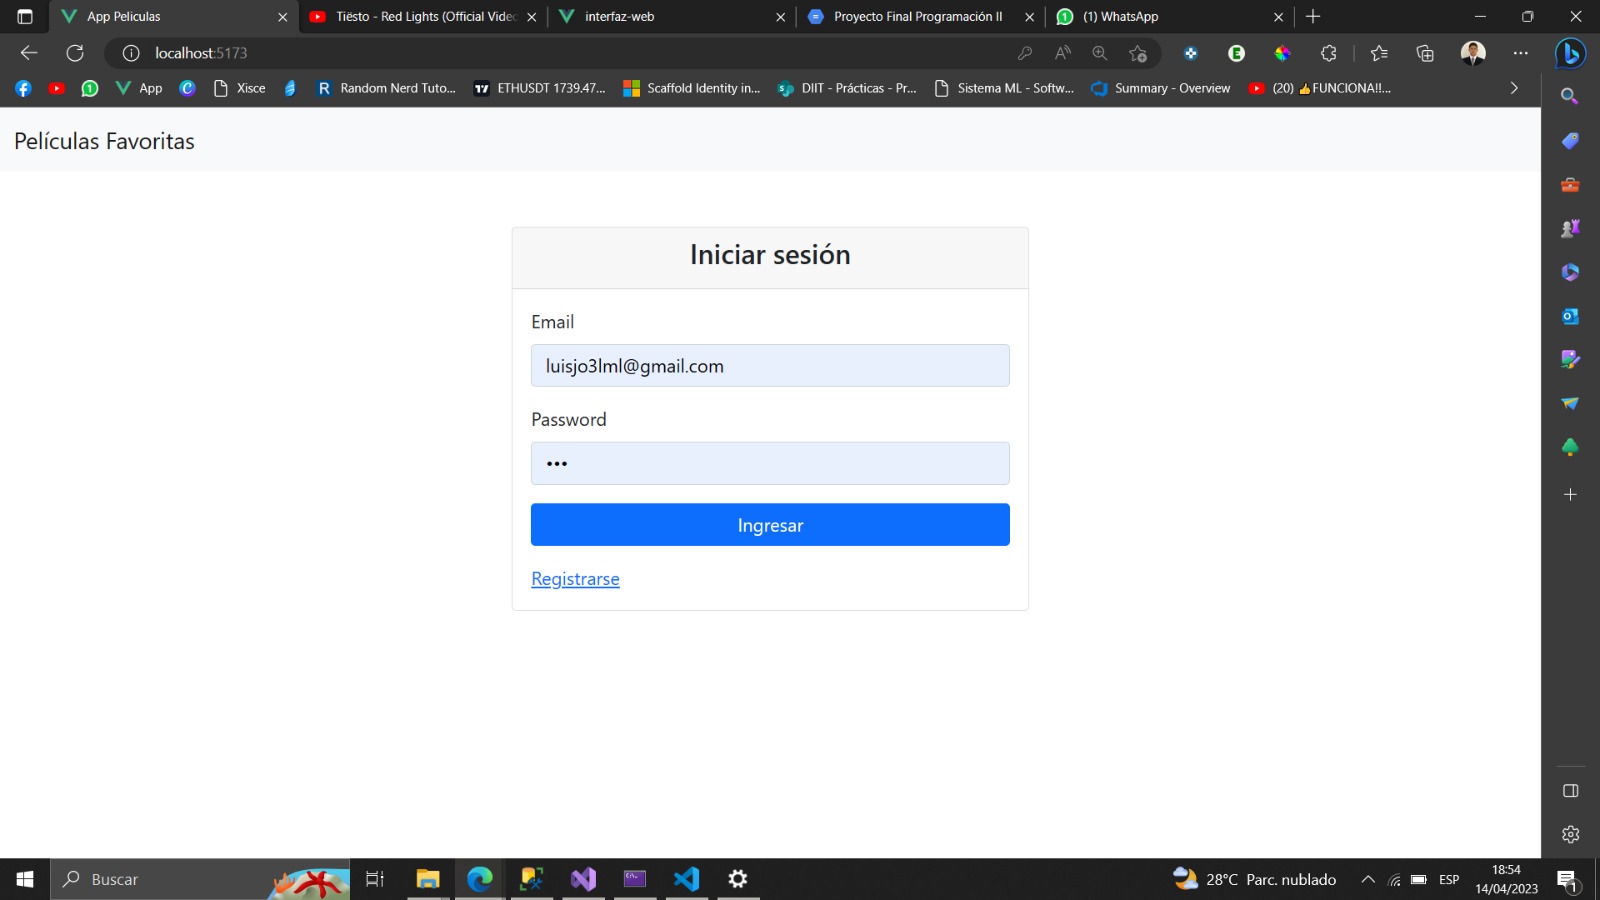 App Peliculas
Tiësto - Red Lights (Official Videc
interfaz-web
Proyecto Final Programación II
(1) WhatsApp
localhost:5173
App
Xisce
Random Nerd Tuto...
ETHUSDT 1739.47...
Scaffold Identity in...
DIIT - Prácticas - Pr...
Sistema ML - Softw...
Summary - Overview
(20) 👍FUNCIONA!!...
Películas Favoritas
Iniciar sesión
Email
luisjo3lml@gmail.com
Password
•••
Ingresar
Registrarse
Buscar
28°C Parc. nublado
ESP
18:54
14/04/2023
1